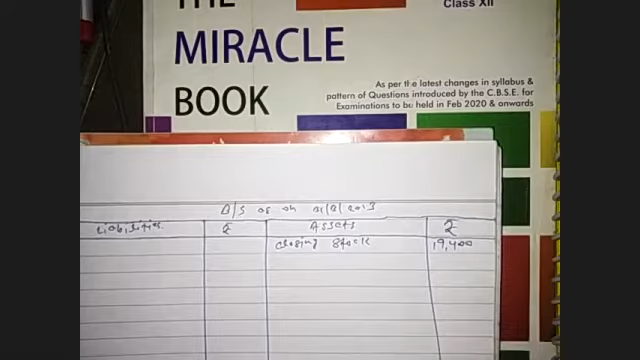 THE
Class XII
MIRACLE
BOOK
As per the latest changes in syllabus &
pattern of Questions introduced by the C.B.S.E. for
Examinations to be held in Feb 2020 & onwards
B/S as on
Liabilities ₹ Assets ₹
closing Stock 19,400